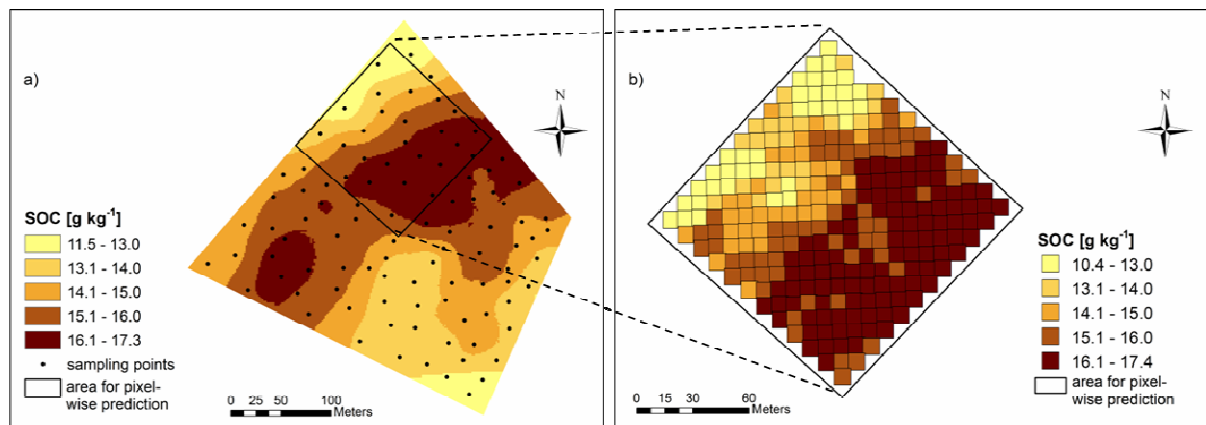 a)
N
SOC [g kg-1]
11.5 - 13.0
13.1 - 14.0
14.1 - 15.0
15.1 - 16.0
16.1 - 17.3
sampling points
area for pixel-
wise prediction
0 25 50 100
Meters
b)
N
SOC [g kg-1]
10.4 - 13.0
13.1 - 14.0
14.1 - 15.0
15.1 - 16.0
16.1 - 17.4
area for pixel-
wise prediction
0 15 30 60
Meters